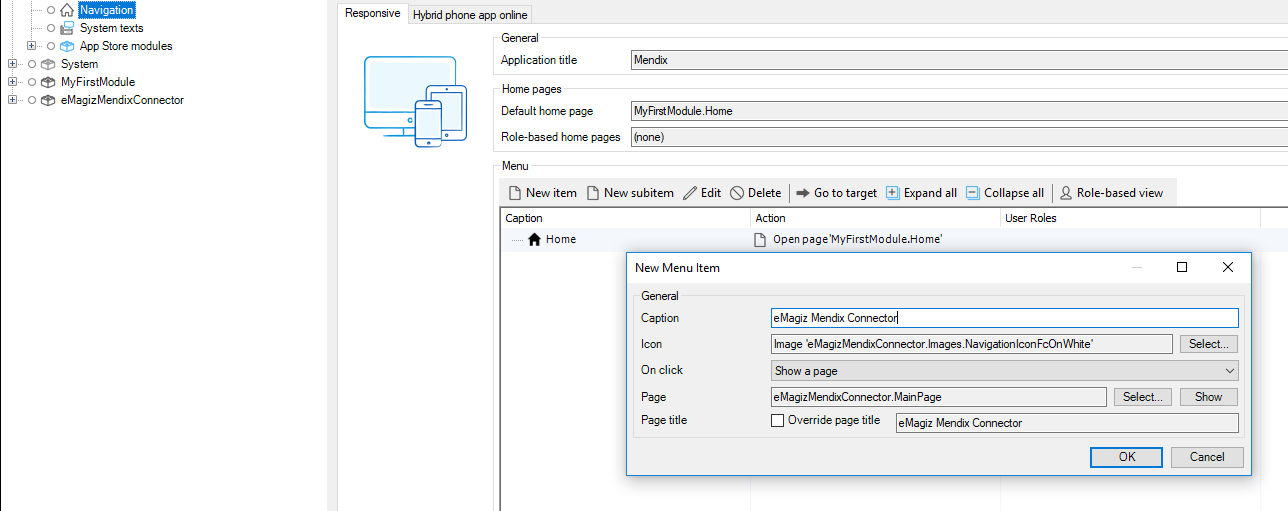 Navigation
System texts
App Store modules
System
MyFirstModule
eMagizMendixConnector
Responsive
Hybrid phone app online
General
Application title Mendix
Home pages
Default home page MyFirstModule.Home
Role-based home pages (none)
Menu
New item New subitem Edit Delete Go to target Expand all Collapse all Role-based view
Caption Action User Roles
Home Open page 'MyFirstModule.Home'
New Menu Item
General
Caption eMagiz Mendix Connector
Icon Image 'eMagizMendixConnector.Images.NavigationIconFcOnWhite' Select...
On click Show a page
Page eMagizMendixConnector.MainPage Select... Show
Page title Override page title eMagiz Mendix Connector
OK Cancel